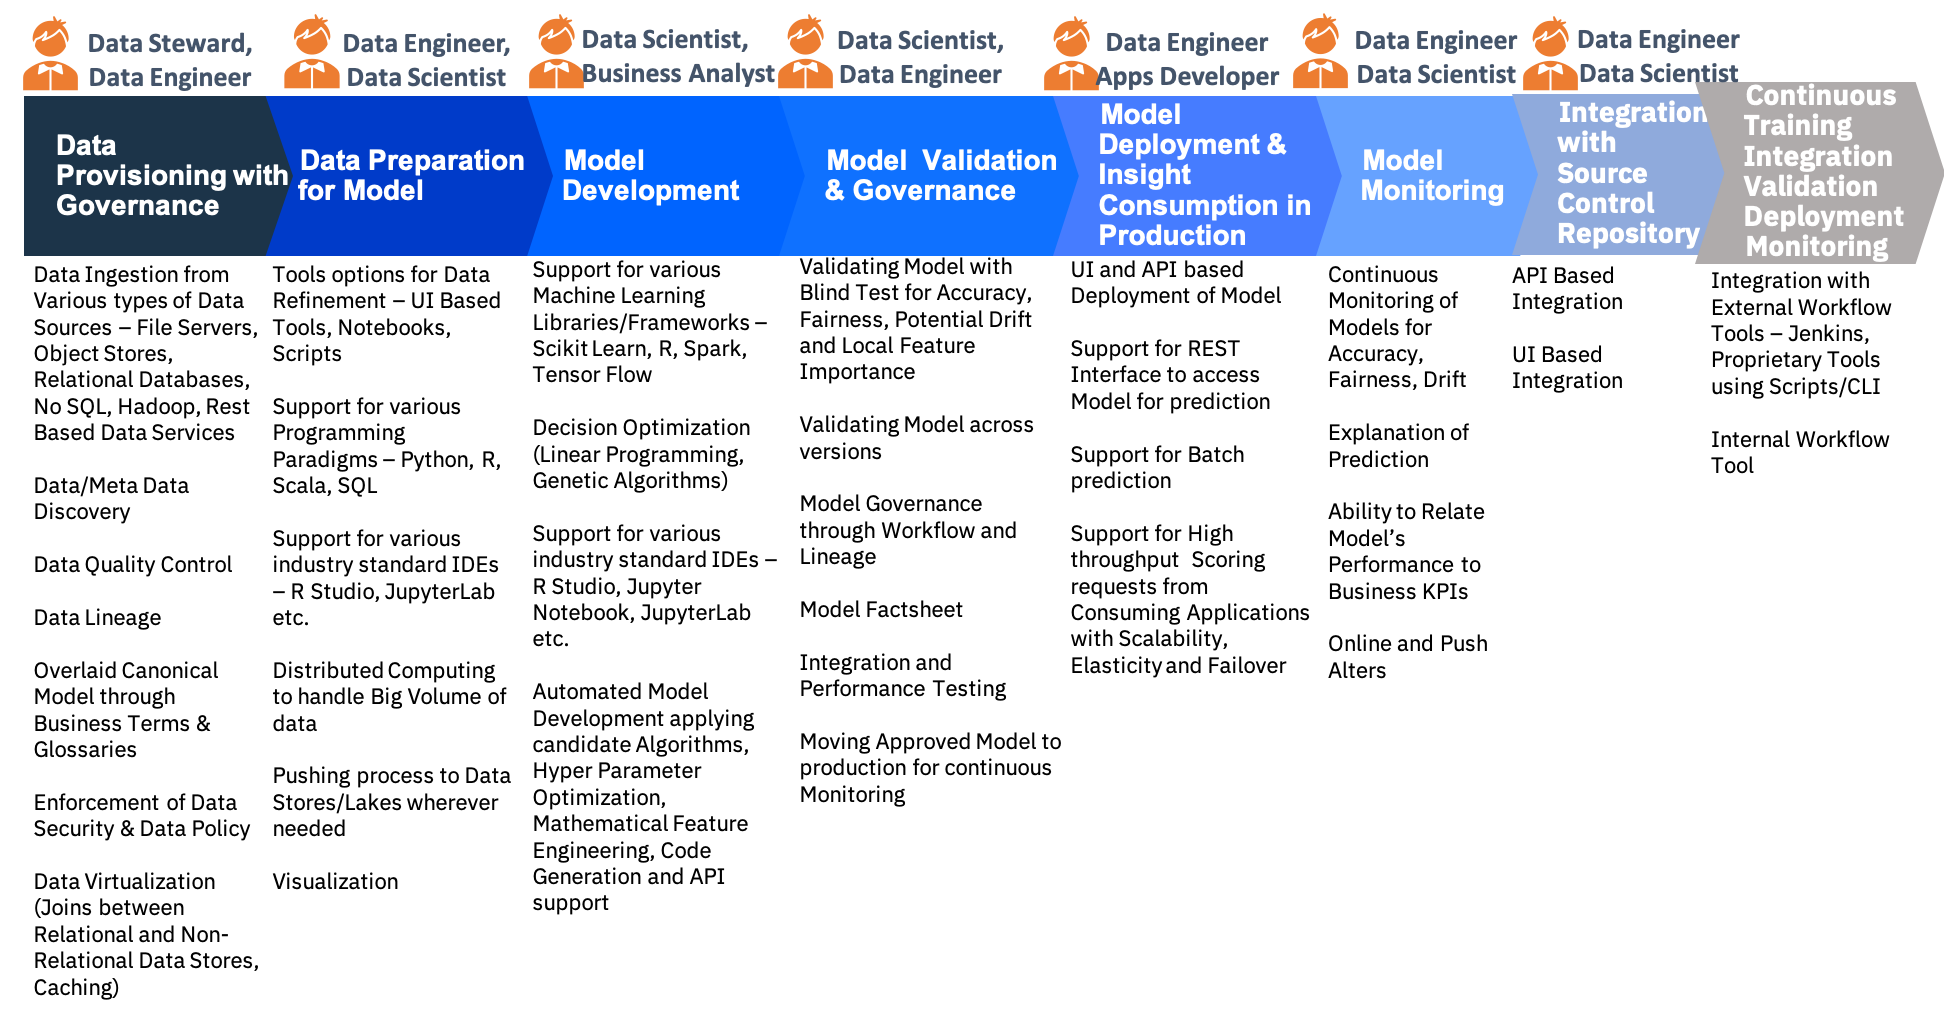 Data Steward,
Data Engineer
Data Engineer,
Data Scientist
Data Scientist,
Business Analyst
Data Scientist,
Data Engineer
Data Engineer
Apps Developer
Data Engineer
Data Scientist
Data Engineer
Data Scientist
Data
Provisioning with
Governance
Data Preparation
for Model
Model
Development
Model Validation
& Governance
Model
Deployment &
Insight
Consumption in
Production
Model
Monitoring
Integration
with
Source
Control
Repository
Continuous
Training
Integration
Validation
Deployment
Monitoring
Data Ingestion from
Various types of Data
Sources – File Servers,
Object Stores,
Relational Databases,
No SQL, Hadoop, Rest
Based Data Services
Data/Meta Data
Discovery
Data Quality Control
Data Lineage
Overlaid Canonical
Model through
Business Terms &
Glossaries
Enforcement of Data
Security & Data Policy
Data Virtualization
(Joins between
Relational and Non-
Relational Data Stores,
Caching)
Tools options for Data
Refinement – UI Based
Tools, Notebooks,
Scripts
Support for various
Programming
Paradigms – Python, R,
Scala, SQL
Support for various
industry standard IDEs
– R Studio, JupyterLab
etc.
Distributed Computing
to handle Big Volume of
data
Pushing process to Data
Stores/Lakes wherever
needed
Visualization
Support for various
Machine Learning
Libraries/Frameworks –
Scikit Learn, R, Spark,
Tensor Flow
Decision Optimization
(Linear Programming,
Genetic Algorithms)
Support for various
industry standard IDEs –
R Studio, Jupyter
Notebook, JupyterLab
etc.
Automated Model
Development applying
candidate Algorithms,
Hyper Parameter
Optimization,
Mathematical Feature
Engineering, Code
Generation and API
support
Validating Model with
Blind Test for Accuracy,
Fairness, Potential Drift
and Local Feature
Importance
Validating Model across
versions
Model Governance
through Workflow and
Lineage
Model Factsheet
Integration and
Performance Testing
Moving Approved Model to
production for continuous
Monitoring
UI and API based
Deployment of Model
Support for REST
Interface to access
Model for prediction
Support for Batch
prediction
Support for High
throughput Scoring
requests from
Consuming Applications
with Scalability,
Elasticity and Failover
Continuous
Monitoring of
Models for
Accuracy,
Fairness, Drift
Explanation of
Prediction
Ability to Relate
Model’s
Performance to
Business KPIs
Online and Push
Alters
API Based
Integration
UI Based
Integration
Integration with
External Workflow
Tools – Jenkins,
Proprietary Tools
using Scripts/CLI
Internal Workflow
Tool